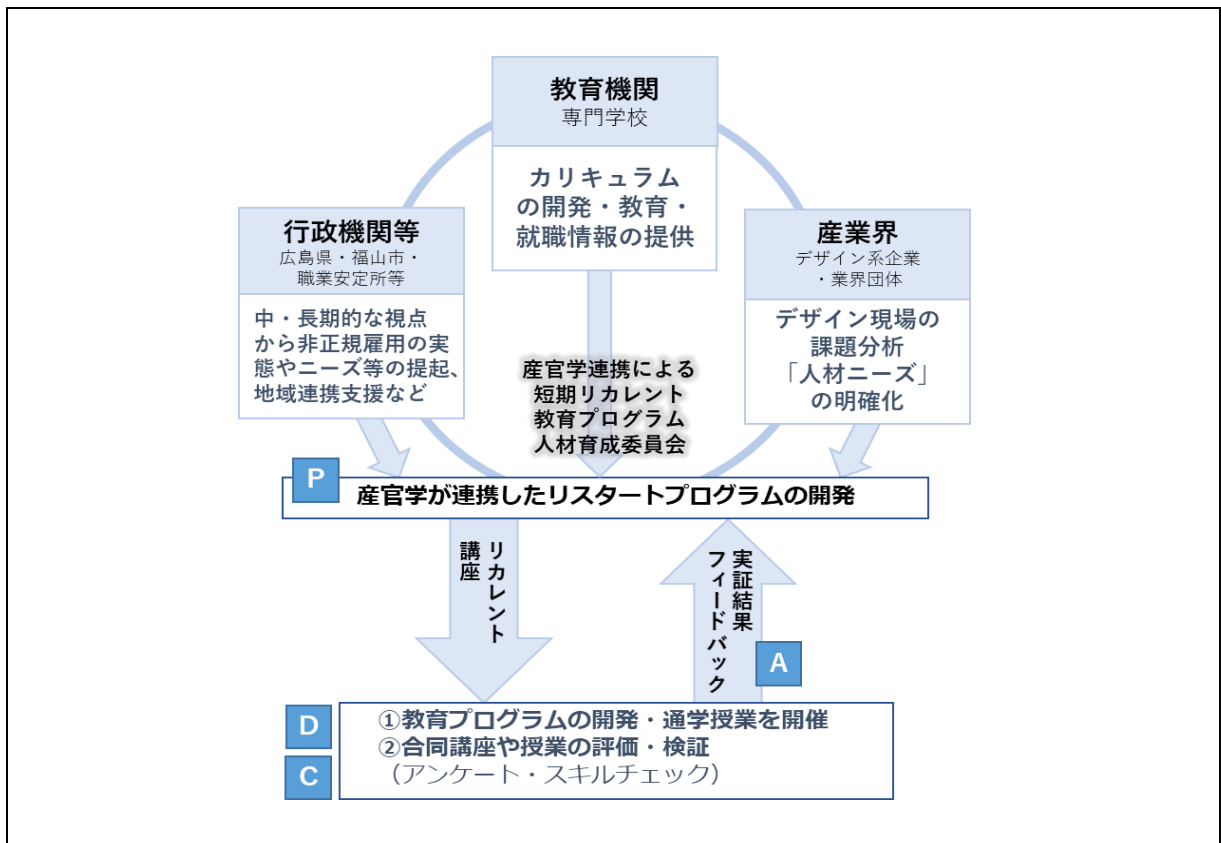 教育機関
専門学校
カリキュラム
の開発・教育・
就職情報の提供
行政機関等
広島県・福山市・
職業安定所等
中・長期的な視点
から非正規雇用の実
態やニーズ等の提起、
地域連携支援など
産業界
デザイン系企業
・業界団体
デザイン現場の
課題分析
「人材ニーズ」
の明確化
産官学連携による
短期リカレント
教育プログラム
人材育成委員会
P
産官学が連携したリスタートプログラムの開発
リカレント
講座
実証結果
フィードバック
A
D
①教育プログラムの開発・通学授業を開催
②合同講座や授業の評価・検証
C
（アンケート・スキルチェック）